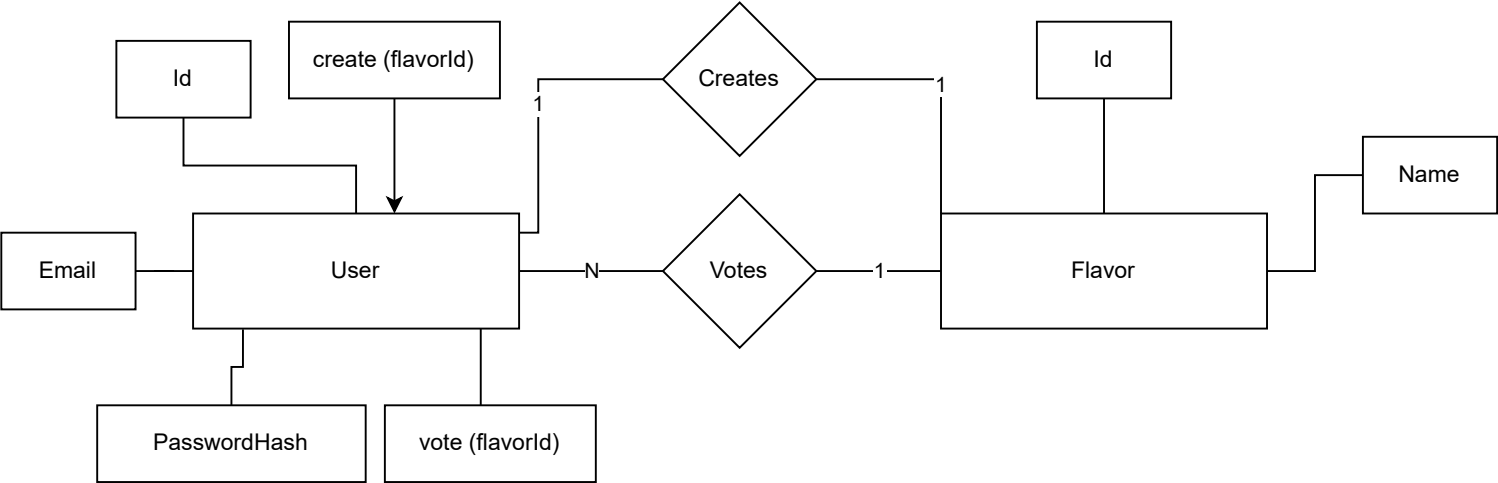 Id
create (flavorId)
Creates
Id
1
1
Name
Email
User
N
Votes
1
Flavor
PasswordHash
vote (flavorId)